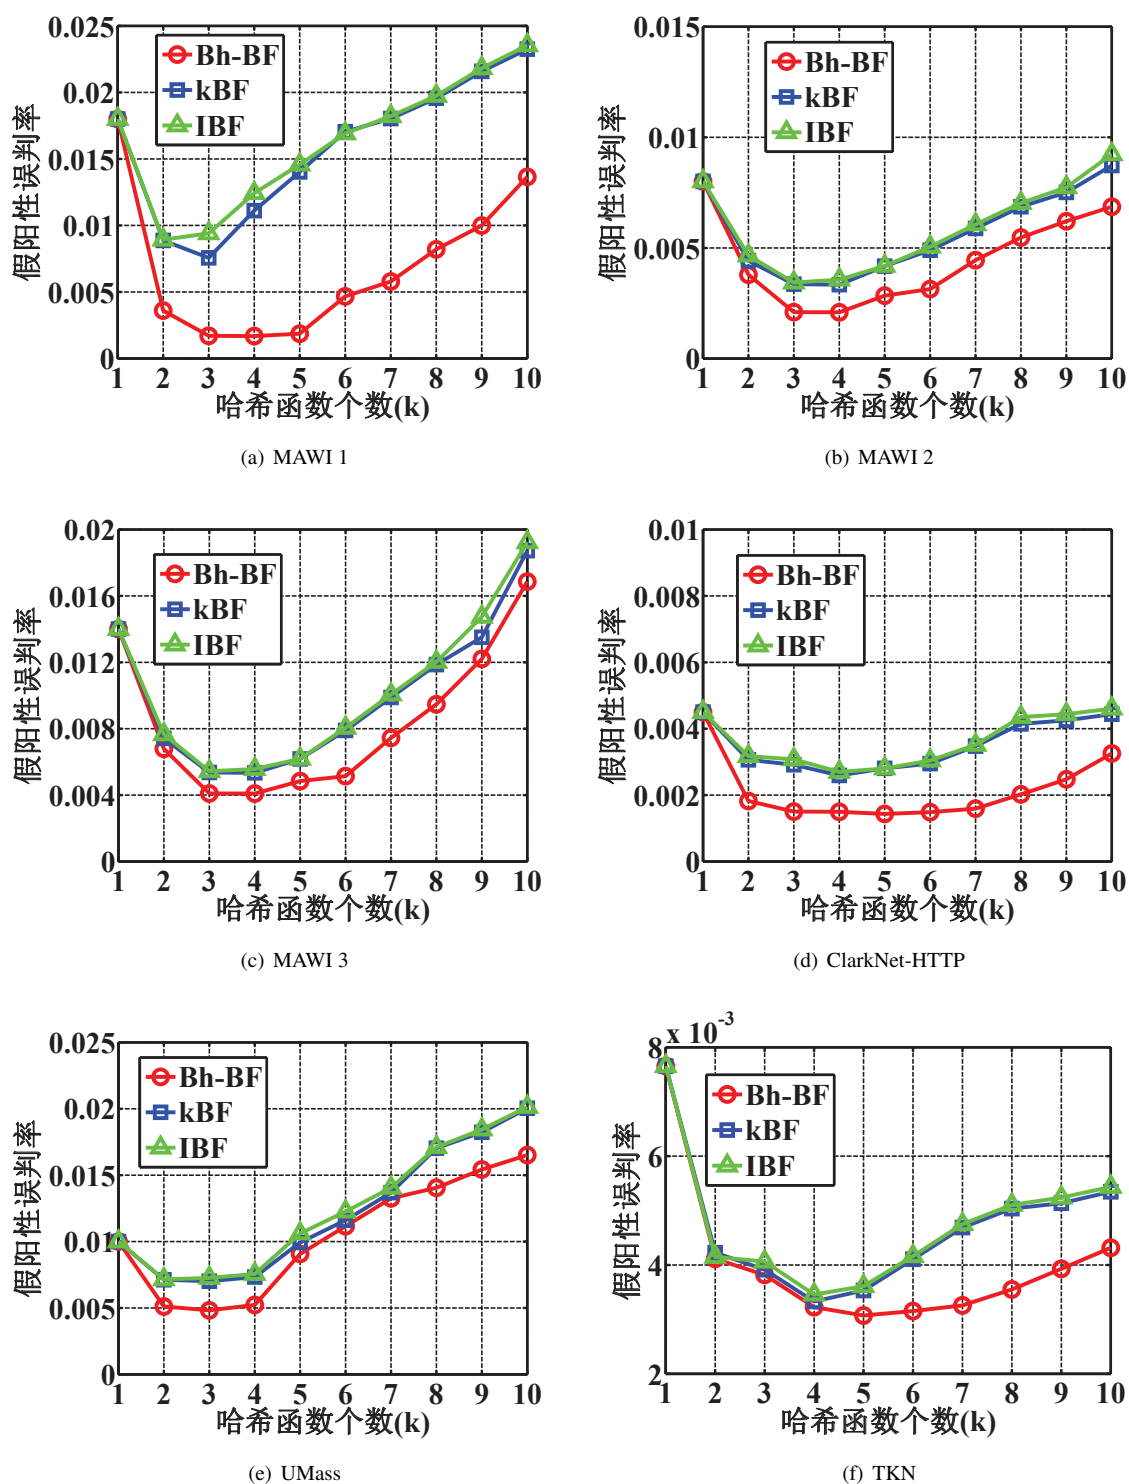 0.025
0.02
0.015
0.01
0.005
0
Bh-BF
kBF
IBF
假阳性误判率
1 2 3 4 5 6 7 8 9 10
哈希函数个数(k)
(a) MAWI 1
0.015
0.01
0.005
0
Bh-BF
kBF
IBF
假阳性误判率
1 2 3 4 5 6 7 8 9 10
哈希函数个数(k)
(b) MAWI 2
0.02
0.016
0.012
0.008
0.004
0
Bh-BF
kBF
IBF
假阳性误判率
1 2 3 4 5 6 7 8 9 10
哈希函数个数(k)
(c) MAWI 3
0.01
0.008
0.006
0.004
0.002
0
Bh-BF
kBF
IBF
假阳性误判率
1 2 3 4 5 6 7 8 9 10
哈希函数个数(k)
(d) ClarkNet-HTTP
0.025
0.02
0.015
0.01
0.005
0
Bh-BF
kBF
IBF
假阳性误判率
1 2 3 4 5 6 7 8 9 10
哈希函数个数(k)
(e) UMass
x 10^-3
8
6
4
2
Bh-BF
kBF
IBF
假阳性误判率
1 2 3 4 5 6 7 8 9 10
哈希函数个数(k)
(f) TKN